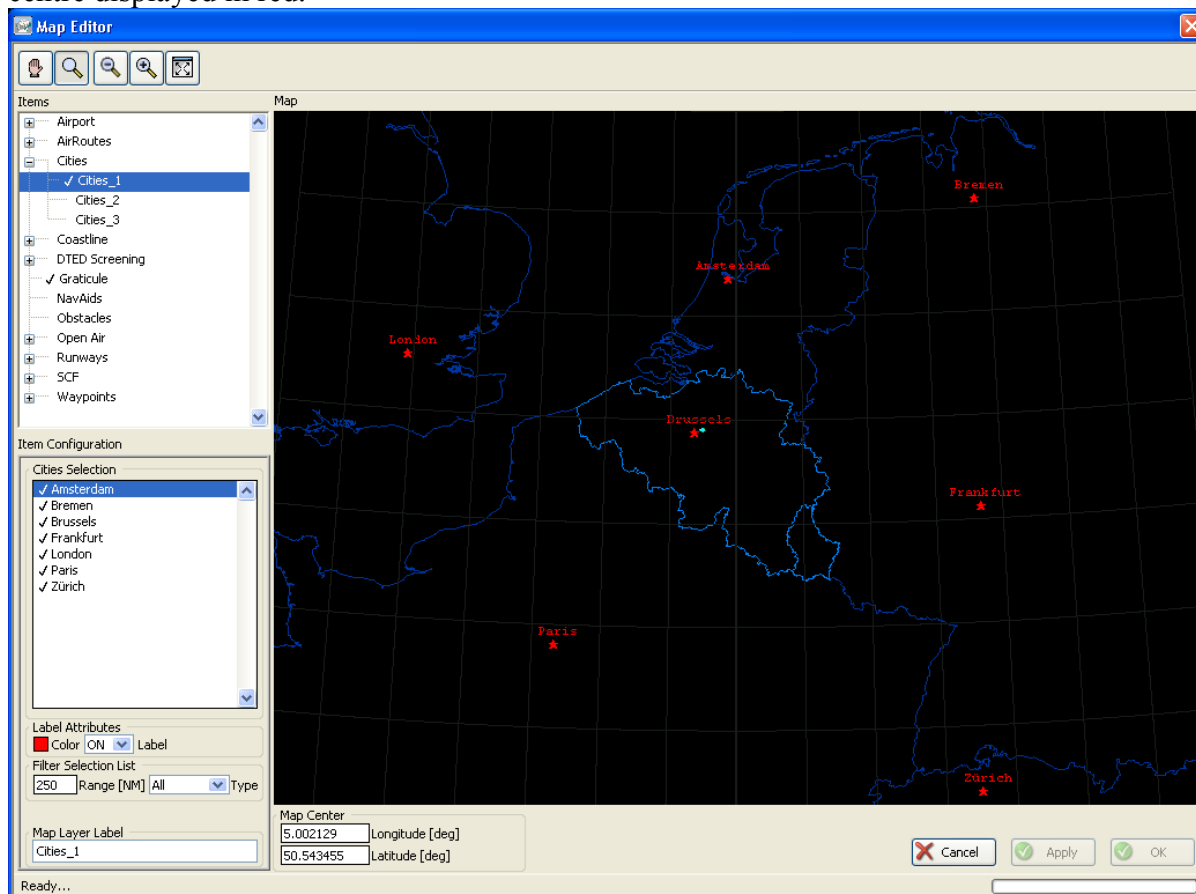 centre displayed in red.
Map Editor
Items
Map
Airport
AirRoutes
Cities
Cities_1
Cities_2
Cities_3
Coastline
DTED Screening
Graticule
NavAids
Obstacles
Open Air
Runways
SCF
Waypoints
Item Configuration
Cities Selection
Amsterdam
Bremen
Brussels
Frankfurt
London
Paris
Zürich
Label Attributes
Color ON Label
Filter Selection List
250 Range [NM] All Type
Map Layer Label
Cities_1
Bremen
Amsterdam
London
Brussels
Frankfurt
Paris
Zürich
Map Center
5.002129 Longitude [deg]
50.543455 Latitude [deg]
Cancel Apply OK
Ready...